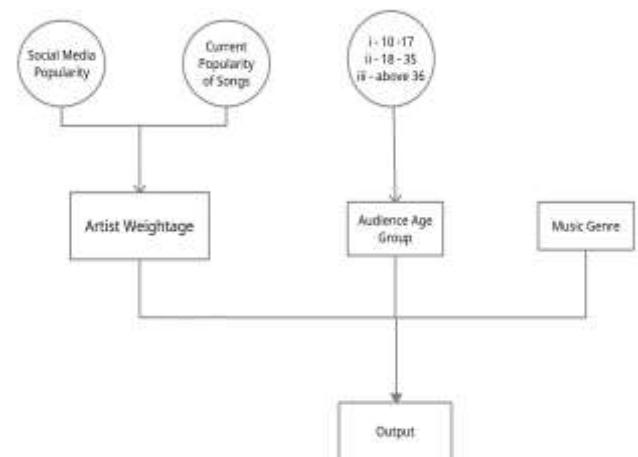 Social Media
Popularity
Current
Popularity
of Songs
i - 10 -17
ii - 18 - 35
iii - above 36
Artist Weightage
Audience Age
Group
Music Genre
Output